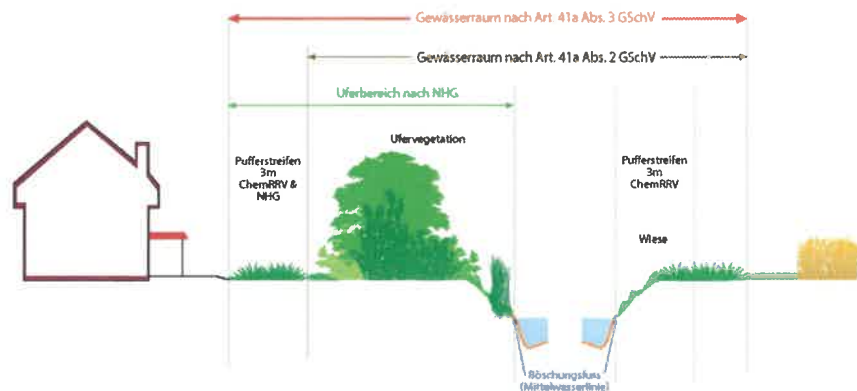 Gewässerraum nach Art. 41a Abs. 3 GSchV
Gewässerraum nach Art. 41a Abs. 2 GSchV
Uferbereich nach NHG
Ufervegetation
Pufferstreifen
3m
ChemRRV &
NHG
Pufferstreifen
3m
ChemRRV
Wiese
Böschungsfuss
(Mittelwasserlinie)